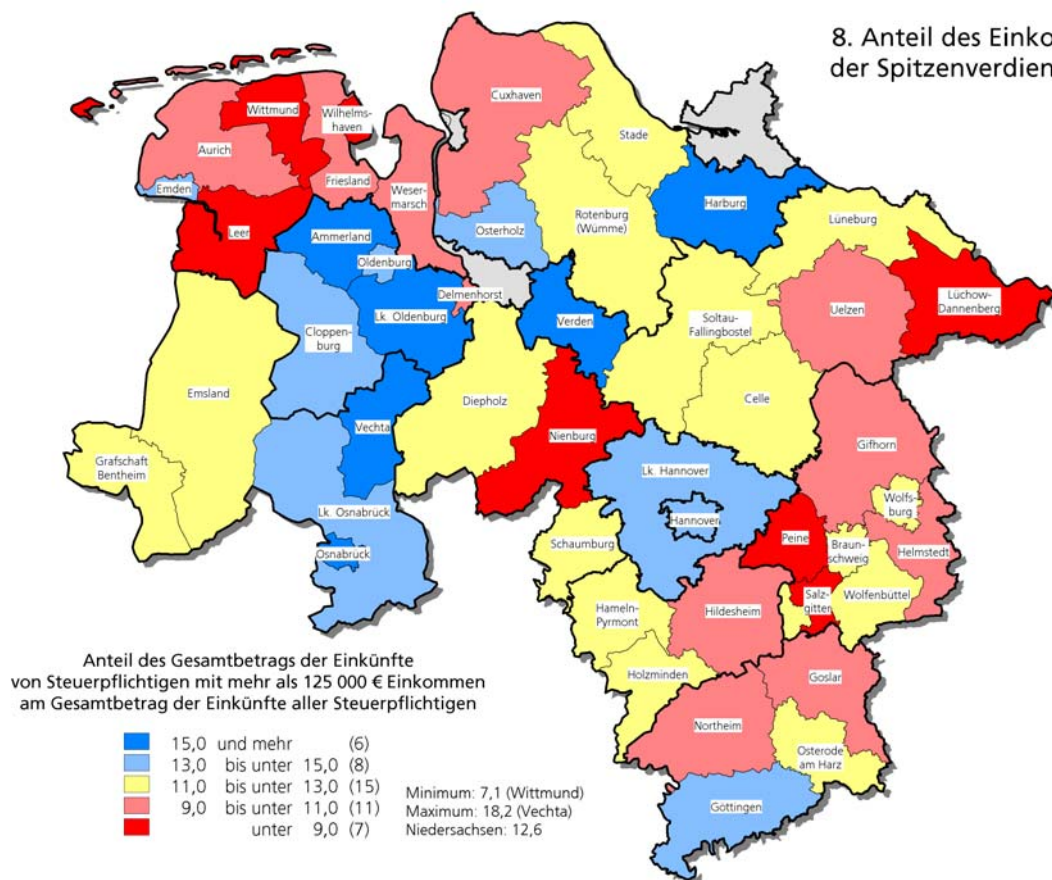 8. Anteil des Einko
der Spitzenverdien
Cuxhaven
Wittmund
Wilhelms-
haven
Stade
Aurich
Friesland
Emden
Weser-
marsch
Harburg
Lüneburg
Rotenburg
(Wümme)
Leer
Osterholz
Ammerland
Oldenburg
Delmenhorst
Lüchow-
Dannenberg
Uelzen
Lk. Oldenburg
Verden
Soltau-
Fallingbostel
Cloppen-
burg
Emsland
Diepholz
Celle
Vechta
Nienburg
Gifhorn
Grafschaft
Bentheim
Lk. Hannover
Wolfs-
burg
Lk. Osnabrück
Hannover
Schaumburg
Peine
Braun-
schweig
Helmstedt
Osnabrück
Salz-
gitter
Wolfenbüttel
Hameln-
Pyrmont
Hildesheim
Holzminden
Goslar
Northeim
Osterode
am Harz
Göttingen
Anteil des Gesamtbetrags der Einkünfte
von Steuerpflichtigen mit mehr als 125 000 € Einkommen
am Gesamtbetrag der Einkünfte aller Steuerpflichtigen
15,0 und mehr (6)
13,0 bis unter 15,0 (8)
11,0 bis unter 13,0 (15)
9,0 bis unter 11,0 (11)
unter 9,0 (7)
Minimum: 7,1 (Wittmund)
Maximum: 18,2 (Vechta)
Niedersachsen: 12,6